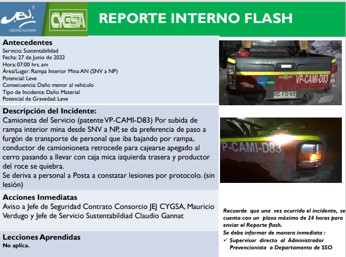 JEJ
CYGSA
REPORTE INTERNO FLASH
Antecedentes
Servicio: Sustentabilidad
Fecha: 27 de Junio de 2022
Hora: 07:00 hrs. am
Área/Lugar: Rampa Interior Mina AN (SNV a NP)
Potencial: Leve
Consecuencia: Daño menor al vehículo
Tipo de Incidente: Daño Material
Potencial de Gravedad: Leve
Descripción del Incidente:
Camioneta del Servicio (patente VP-CAMI-D83) Por subida de
rampa interior mina desde SNV a NP, se da preferencia de paso a
furgón de transporte de personal que iba bajando por rampa,
conductor de camioneta retrocede para cajearse apegado al
cerro pasando a llevar con caja mica izquierda trasera y productor
del roce se quiebra.
Se deriva personal a Posta a constatar lesiones por protocolo. (sin
lesión)
Acciones Inmediatas
Aviso a Jefe de Seguridad Contrato Consorcio JEJ CYGSA, Mauricio
Verdugo y Jefe de Servicio Sustentabilidad Claudio Gannat
Lecciones Aprendidas
No aplica.
VP-CAMI-D83
P-CAMI-D83
Recuerde que una vez ocurrido el incidente, se
cuenta con un plazo máximo de 24 horas para
enviar el Reporte flash.
Se debe informar de manera inmediata :
✓ Supervisor directo al Administrador
Prevencionista o Departamento de SSO